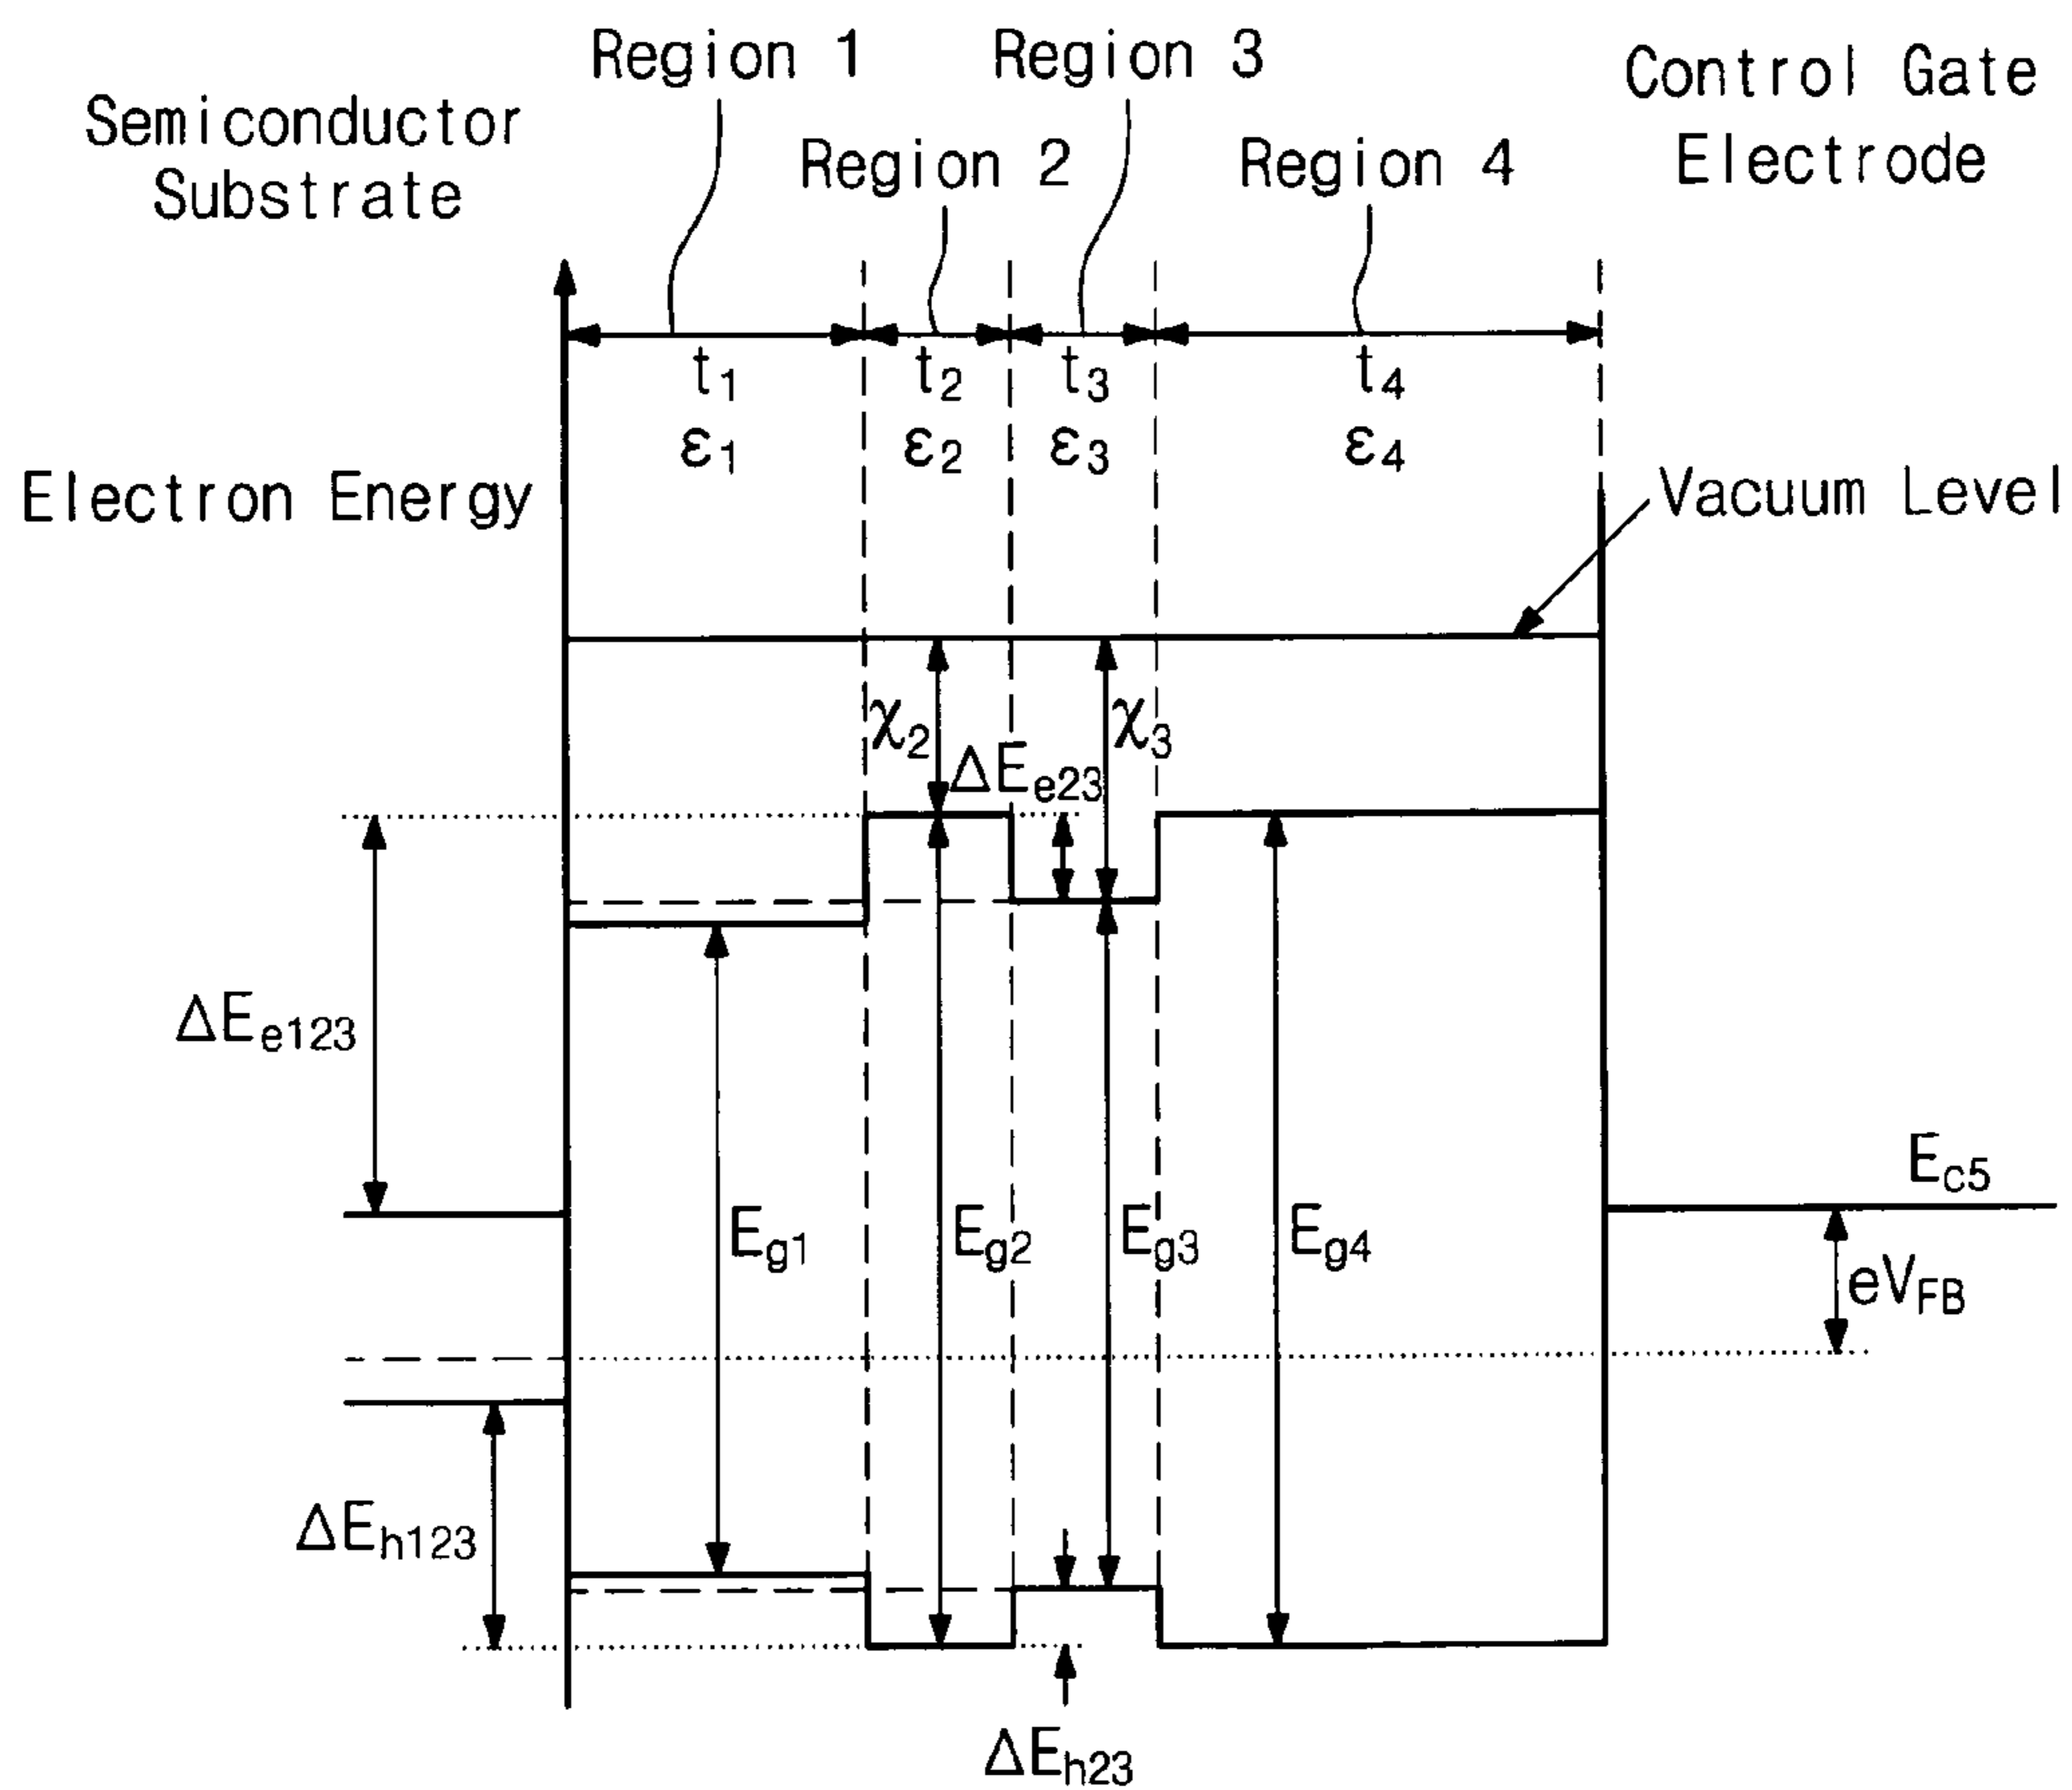 Region 1
Region 3
Control Gate
Electrode
Semiconductor
Substrate
Region 2
Region 4
t1
t2
t3
t4
ε1
ε2
ε3
ε4
Electron Energy
Vacuum Level
χ2
χ3
ΔEe23
ΔEe123
Ec5
Eg1
Eg2
Eg3
Eg4
eVFB
ΔEh123
ΔEh23